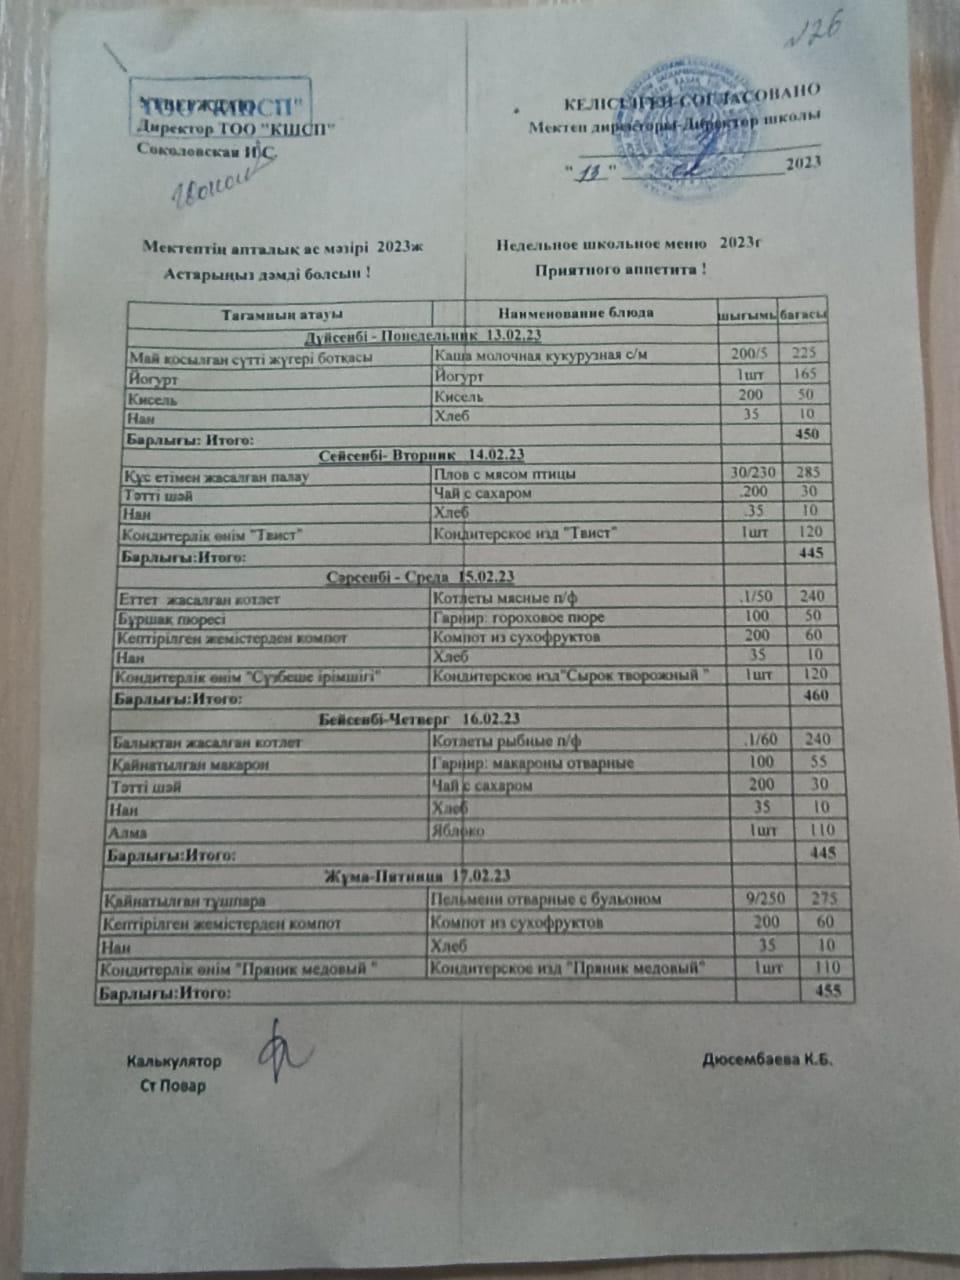 №26
УТВЕРЖДАЮ
ТОО "КШСП"
Директор ТОО "КШСП"
Соколовская И.С.
КЕЛІСІЛГЕН-СОГЛАСОВАНО
Мектеп директоры-Директор школы
"13" 2023
Мектептің апталық ас мәзірі 2023ж
Астарыңыз дәмді болсын !
Недельное школьное меню 2023г
Приятного аппетита !
Тағамның атауы Наименование блюда шығымы бағасы
Дүйсенбі - Понедельник 13.02.23
Май косылган сүтті жүгері боткасы Каша молочная кукурузная с/м 200/5 225
Йогурт Йогурт 1шт 165
Кисель Кисель 200 50
Нан Хлеб 35 10
Барлығы: Итого: 450
Сейсенбі- Вторник 14.02.23
Құс етімен жасалған палау Плов с мясом птицы 30/230 285
Тәтті шәй Чай с сахаром .200 30
Нан Хлеб .35 10
Кондитерлік өнім "Твист" Кондитерское изд "Твист" 1шт 120
Барлығы:Итого: 445
Сәрсенбі - Среда 15.02.23
Еттет жасалған котлет Котлеты мясные п/ф .1/50 240
Бұршақ пюресі Гарнир: гороховое пюре 100 50
Кептірілген жемістерден компот Компот из сухофруктов 200 60
Нан Хлеб 35 10
Кондитерлік өнім "Сүзбеше ірімшігі" Кондитерское изд"Сырок творожный " 1шт 120
Барлығы:Итого: 460
Бейсенбі-Четверг 16.02.23
Балықтан жасалған котлет Котлеты рыбные п/ф .1/60 240
Қайнатылған макарон Гарнир: макароны отварные 100 55
Тәтті шәй Чай с сахаром 200 30
Нан Хлеб 35 10
Алма Яблоко 1шт 110
Барлығы:Итого: 445
Жұма-Пятница 17.02.23
Қайнатылған тушпара Пельмени отварные с бульоном 9/250 275
Кептірілген жемістерден компот Компот из сухофруктов 200 60
Нан Хлеб 35 10
Кондитерлік өнім "Пряник медовый " Кондитерское изд "Пряник медовый" 1шт 110
Барлығы:Итого: 455
Калькулятор
Ст Повар
Дюсембаева К.Б.